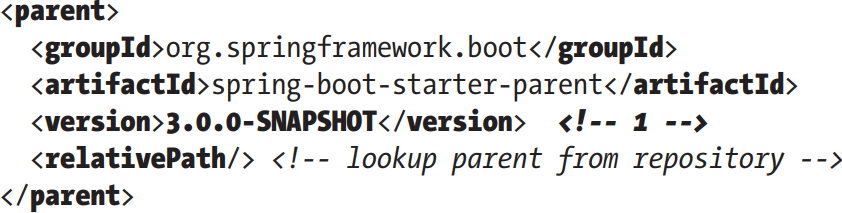 <parent>
  <groupId>org.springframework.boot</groupId>
  <artifactId>spring-boot-starter-parent</artifactId>
  <version>3.0.0-SNAPSHOT</version>  <!-- 1 -->
  <relativePath/> <!-- lookup parent from repository -->
</parent>